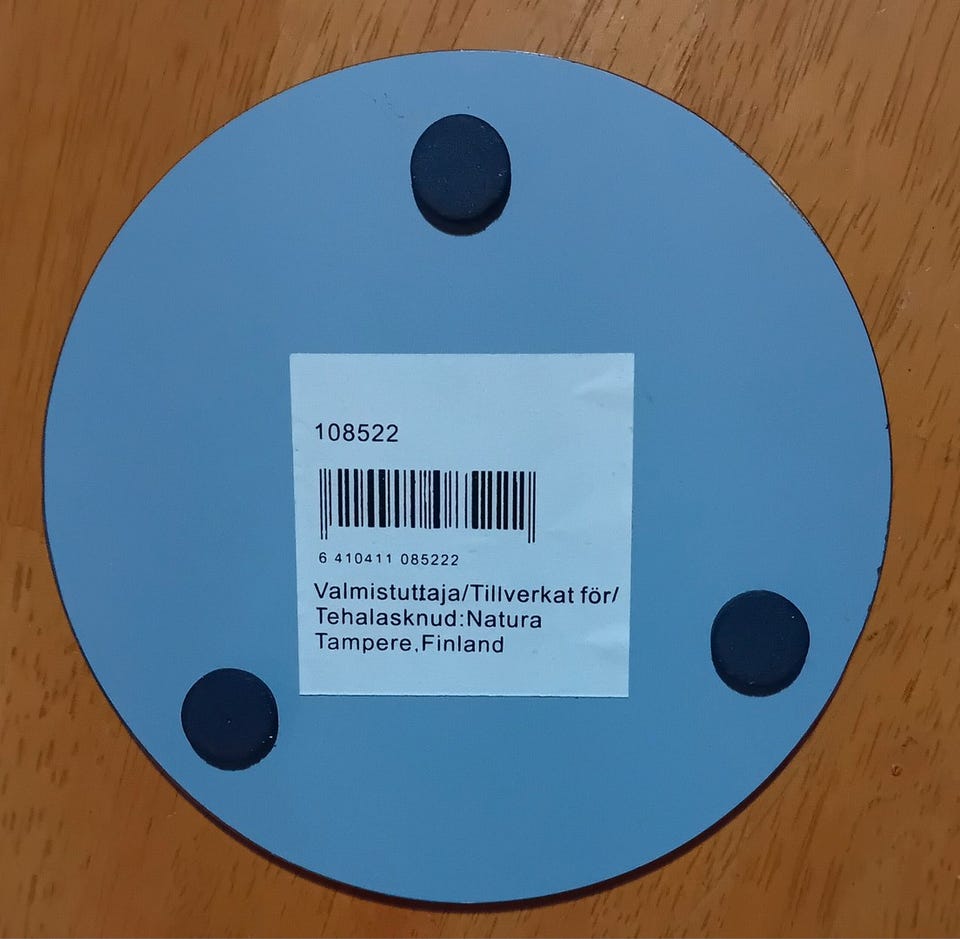 108522
6 410411 085222
Valmistuttaja/Tillverkat för/
Tehalasknud:Natura
Tampere,Finland